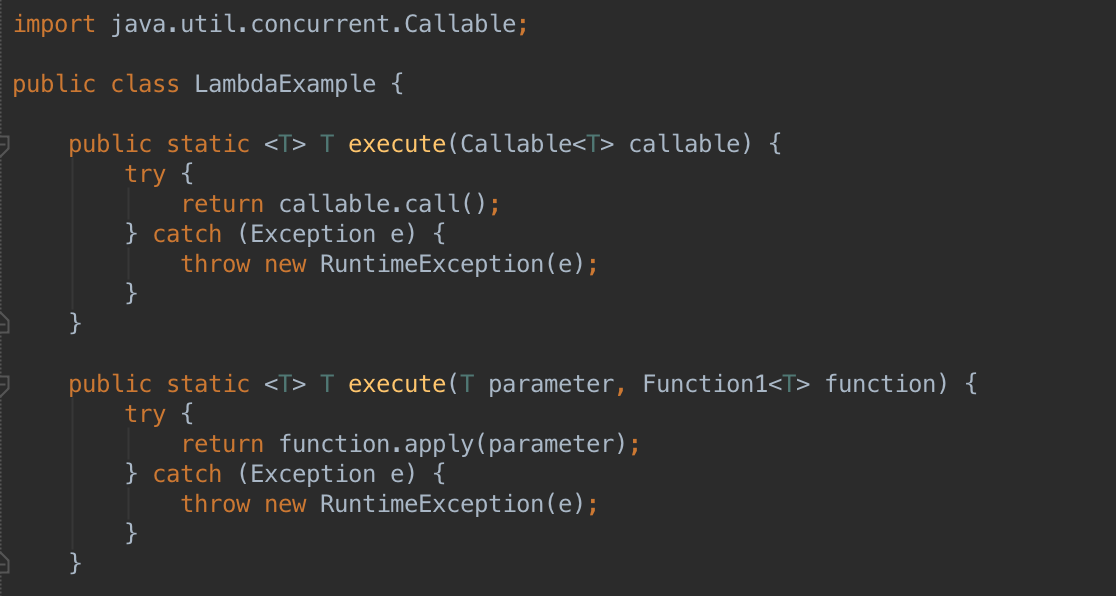 import java.util.concurrent.Callable;
public class LambdaExample {
public static <T> T execute(Callable<T> callable) {
try {
return callable.call();
} catch (Exception e) {
throw new RuntimeException(e);
}
}
public static <T> T execute(T parameter, Function1<T> function) {
try {
return function.apply(parameter);
} catch (Exception e) {
throw new RuntimeException(e);
}
}